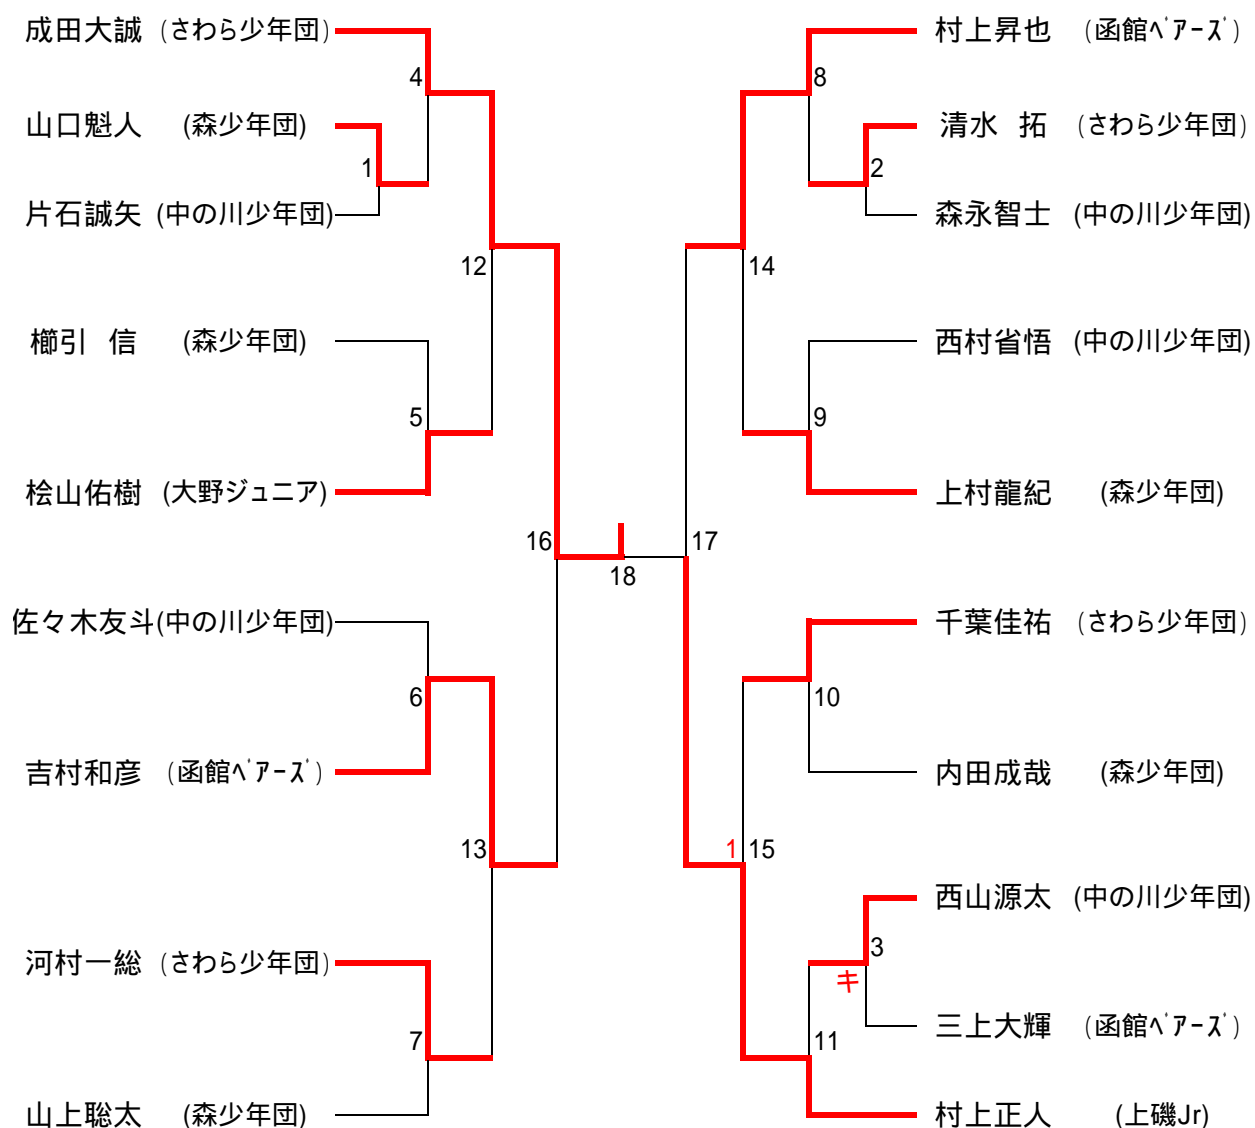 成田大誠 (さわら少年団)
4
山口魁人 (森少年団)
1
片石誠矢 (中の川少年団)
12
櫛引 信 (森少年団)
5
桧山佑樹 (大野ジュニア)
16
18
佐々木友斗(中の川少年団)
6
吉村和彦 (函館ﾍﾞｱｰｽﾞ)
13
河村一総 (さわら少年団)
7
山上聡太 (森少年団)
村上昇也 (函館ﾍﾞｱｰｽﾞ)
8
清水 拓 (さわら少年団)
2
森永智士 (中の川少年団)
14
西村省悟 (中の川少年団)
9
上村龍紀 (森少年団)
17
千葉佳祐 (さわら少年団)
10
内田成哉 (森少年団)
1 15
西山源太 (中の川少年団)
3
キ
三上大輝 (函館ﾍﾞｱｰｽﾞ)
11
村上正人 (上磯Jr)